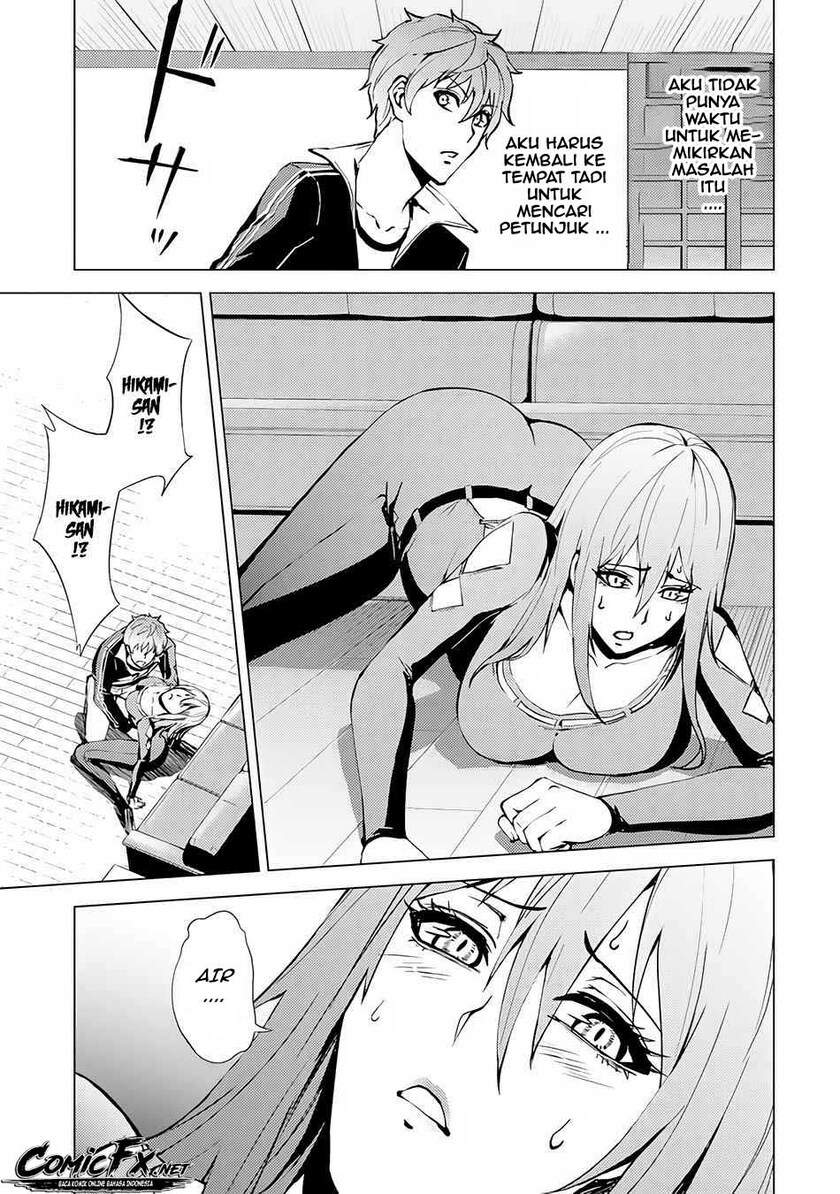 AKU TIDAK
PUNYA
WAKTU
UNTUK ME-
MIKIRKAN
MASALAH
ITU
....
AKU HARUS
KEMBALI KE
TEMPAT TADI
UNTUK
MENCARI
PETUNJUK ...
ドッ
HIKAMI-
SAN
!?
HIKAMI-
SAN
!?
AIR
....
COMICFX.NET
BACA KOMIK ONLINE BAHASA INDONESIA